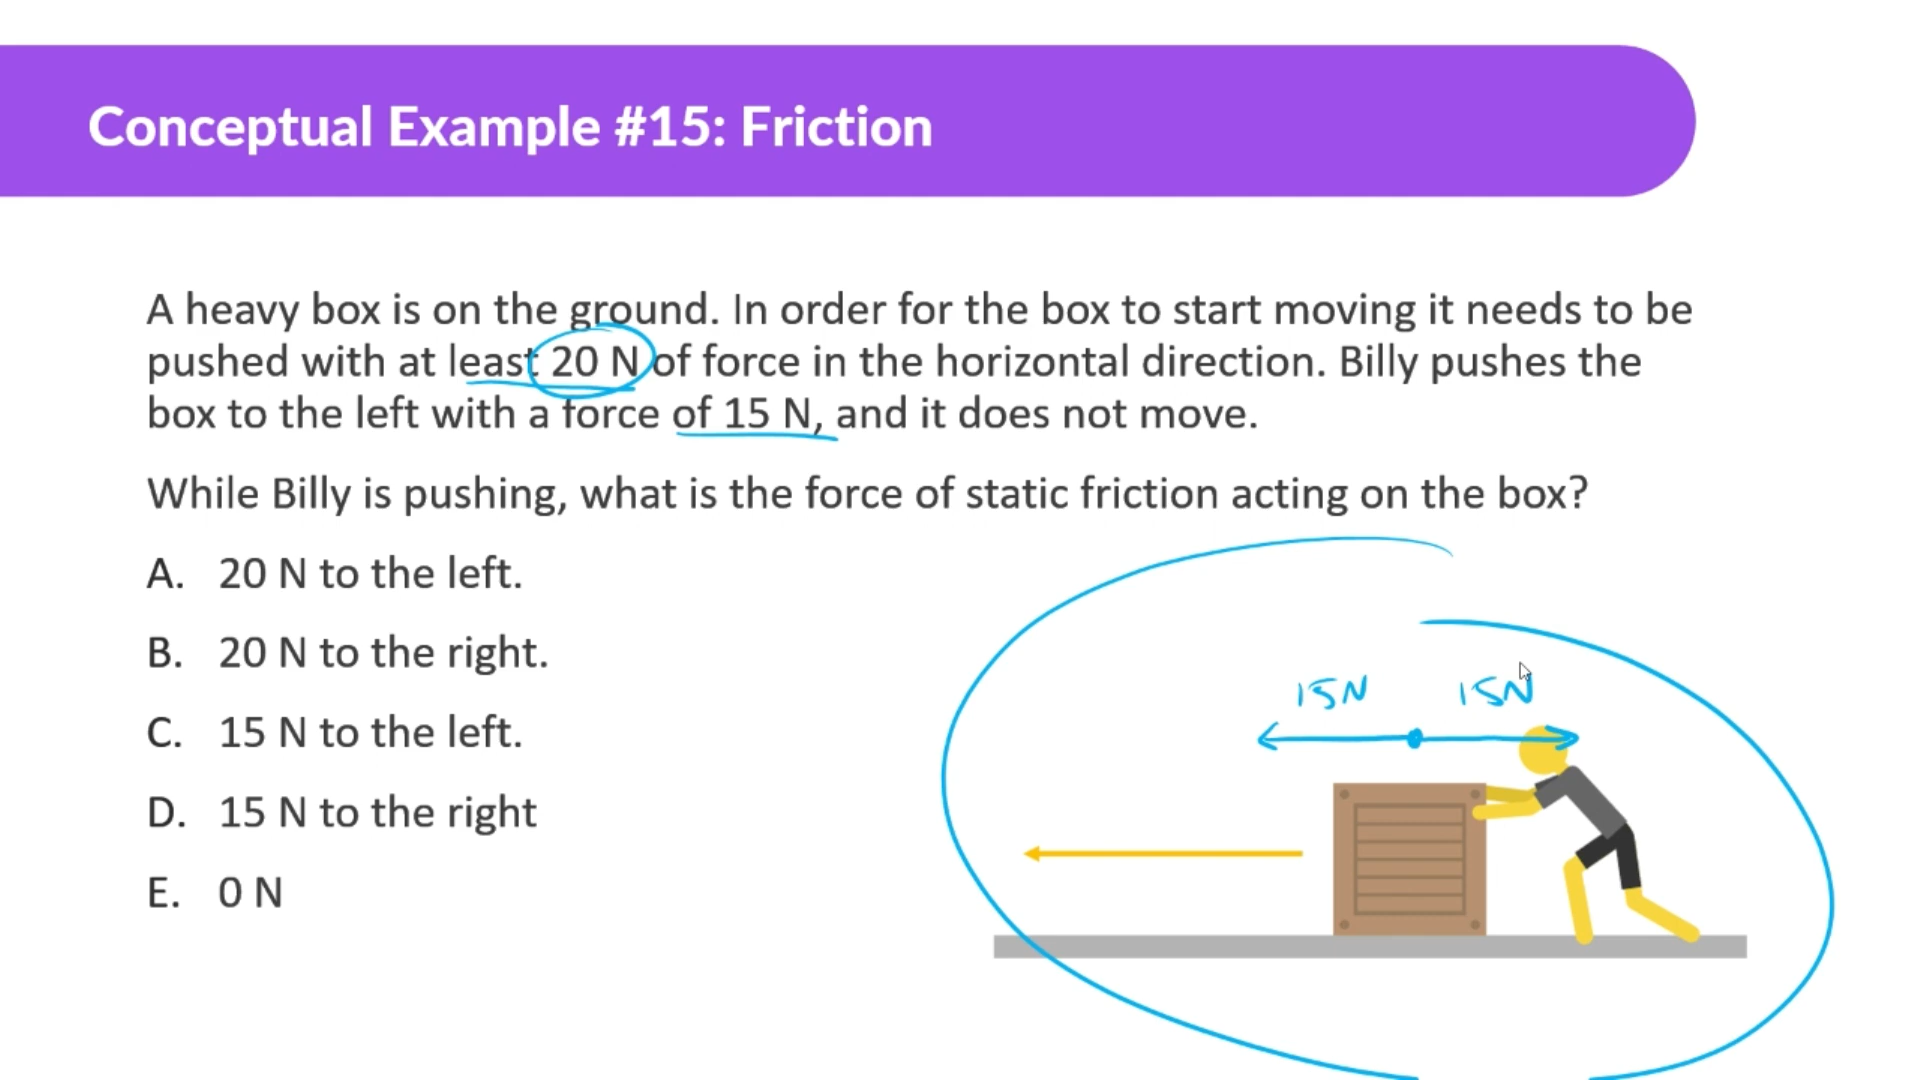 Conceptual Example #15: Friction
A heavy box is on the ground. In order for the box to start moving it needs to be
pushed with at least 20 N of force in the horizontal direction. Billy pushes the
box to the left with a force of 15 N, and it does not move.
While Billy is pushing, what is the force of static friction acting on the box?
A. 20 N to the left.
B. 20 N to the right.
C. 15 N to the left.
D. 15 N to the right
E. 0 N
15N 15N